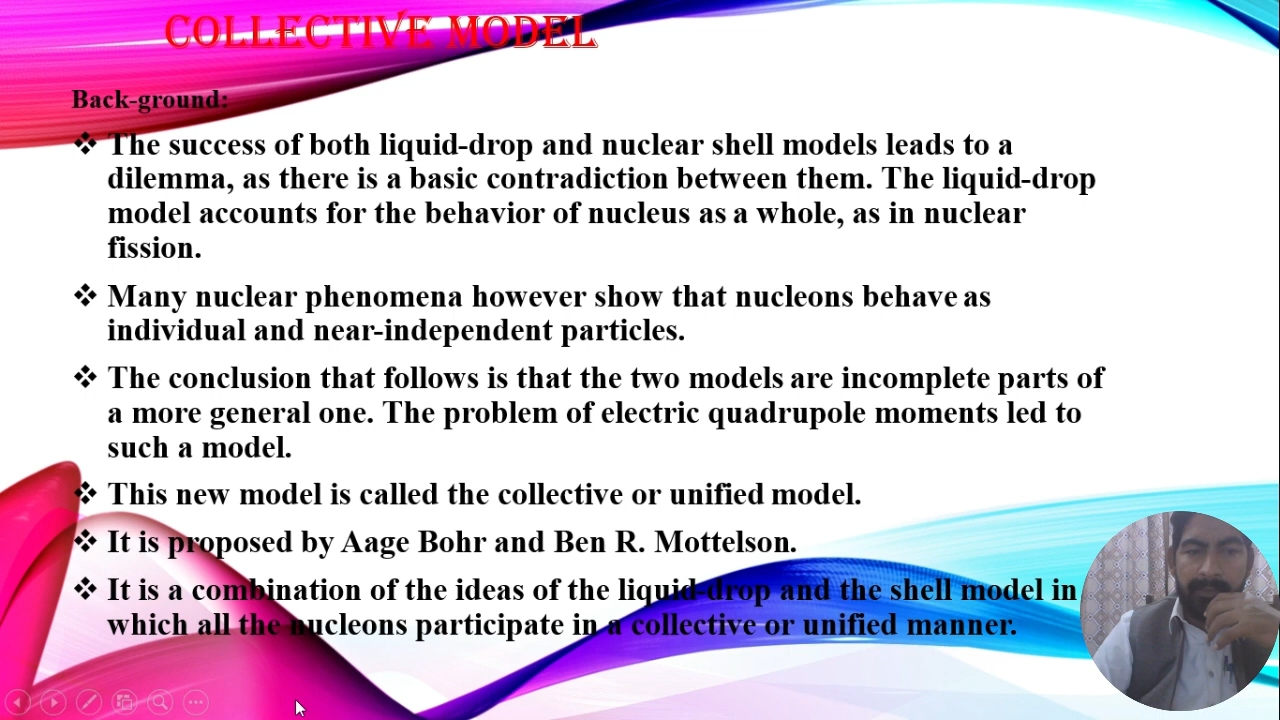 COLLECTIVE MODEL
Back-ground:
❖ The success of both liquid-drop and nuclear shell models leads to a
dilemma, as there is a basic contradiction between them. The liquid-drop
model accounts for the behavior of nucleus as a whole, as in nuclear
fission.
❖ Many nuclear phenomena however show that nucleons behave as
individual and near-independent particles.
❖ The conclusion that follows is that the two models are incomplete parts of
a more general one. The problem of electric quadrupole moments led to
such a model.
❖ This new model is called the collective or unified model.
❖ It is proposed by Aage Bohr and Ben R. Mottelson.
❖ It is a combination of the ideas of the liquid-drop and the shell model in
which all the nucleons participate in a collective or unified manner.